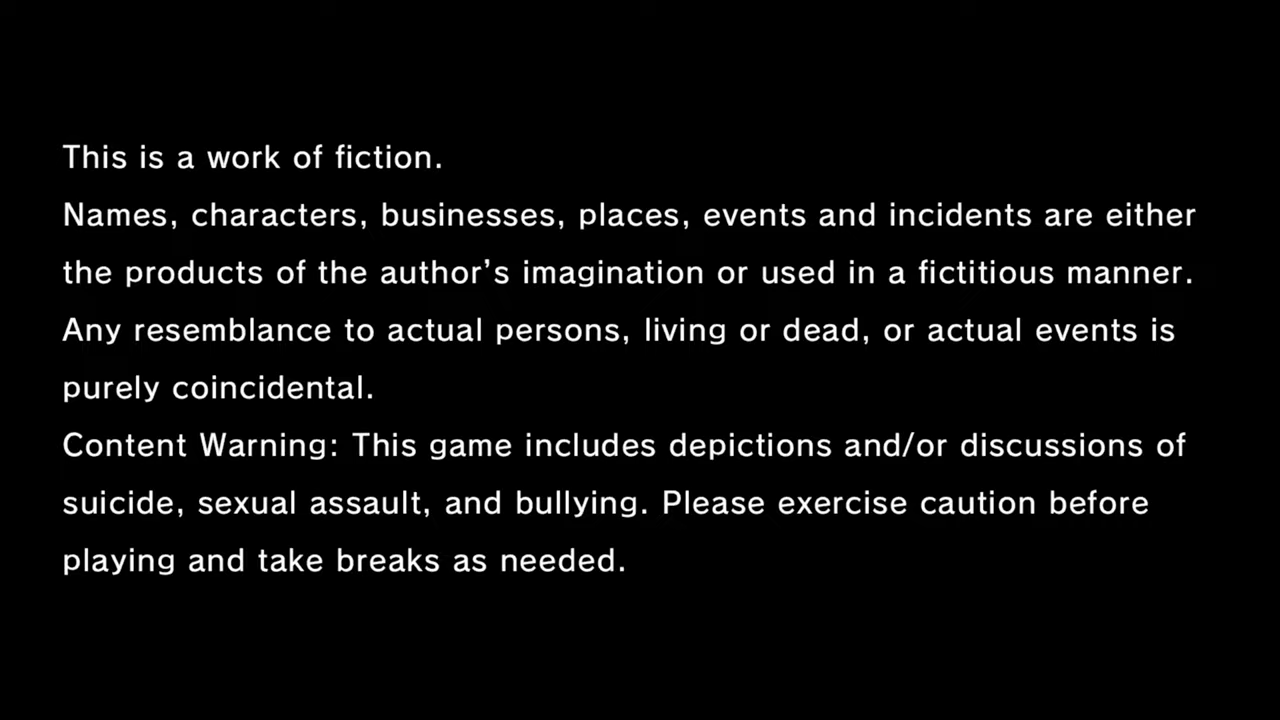 This is a work of fiction.
Names, characters, businesses, places, events and incidents are either
the products of the author’s imagination or used in a fictitious manner.
Any resemblance to actual persons, living or dead, or actual events is
purely coincidental.
Content Warning: This game includes depictions and/or discussions of
suicide, sexual assault, and bullying. Please exercise caution before
playing and take breaks as needed.